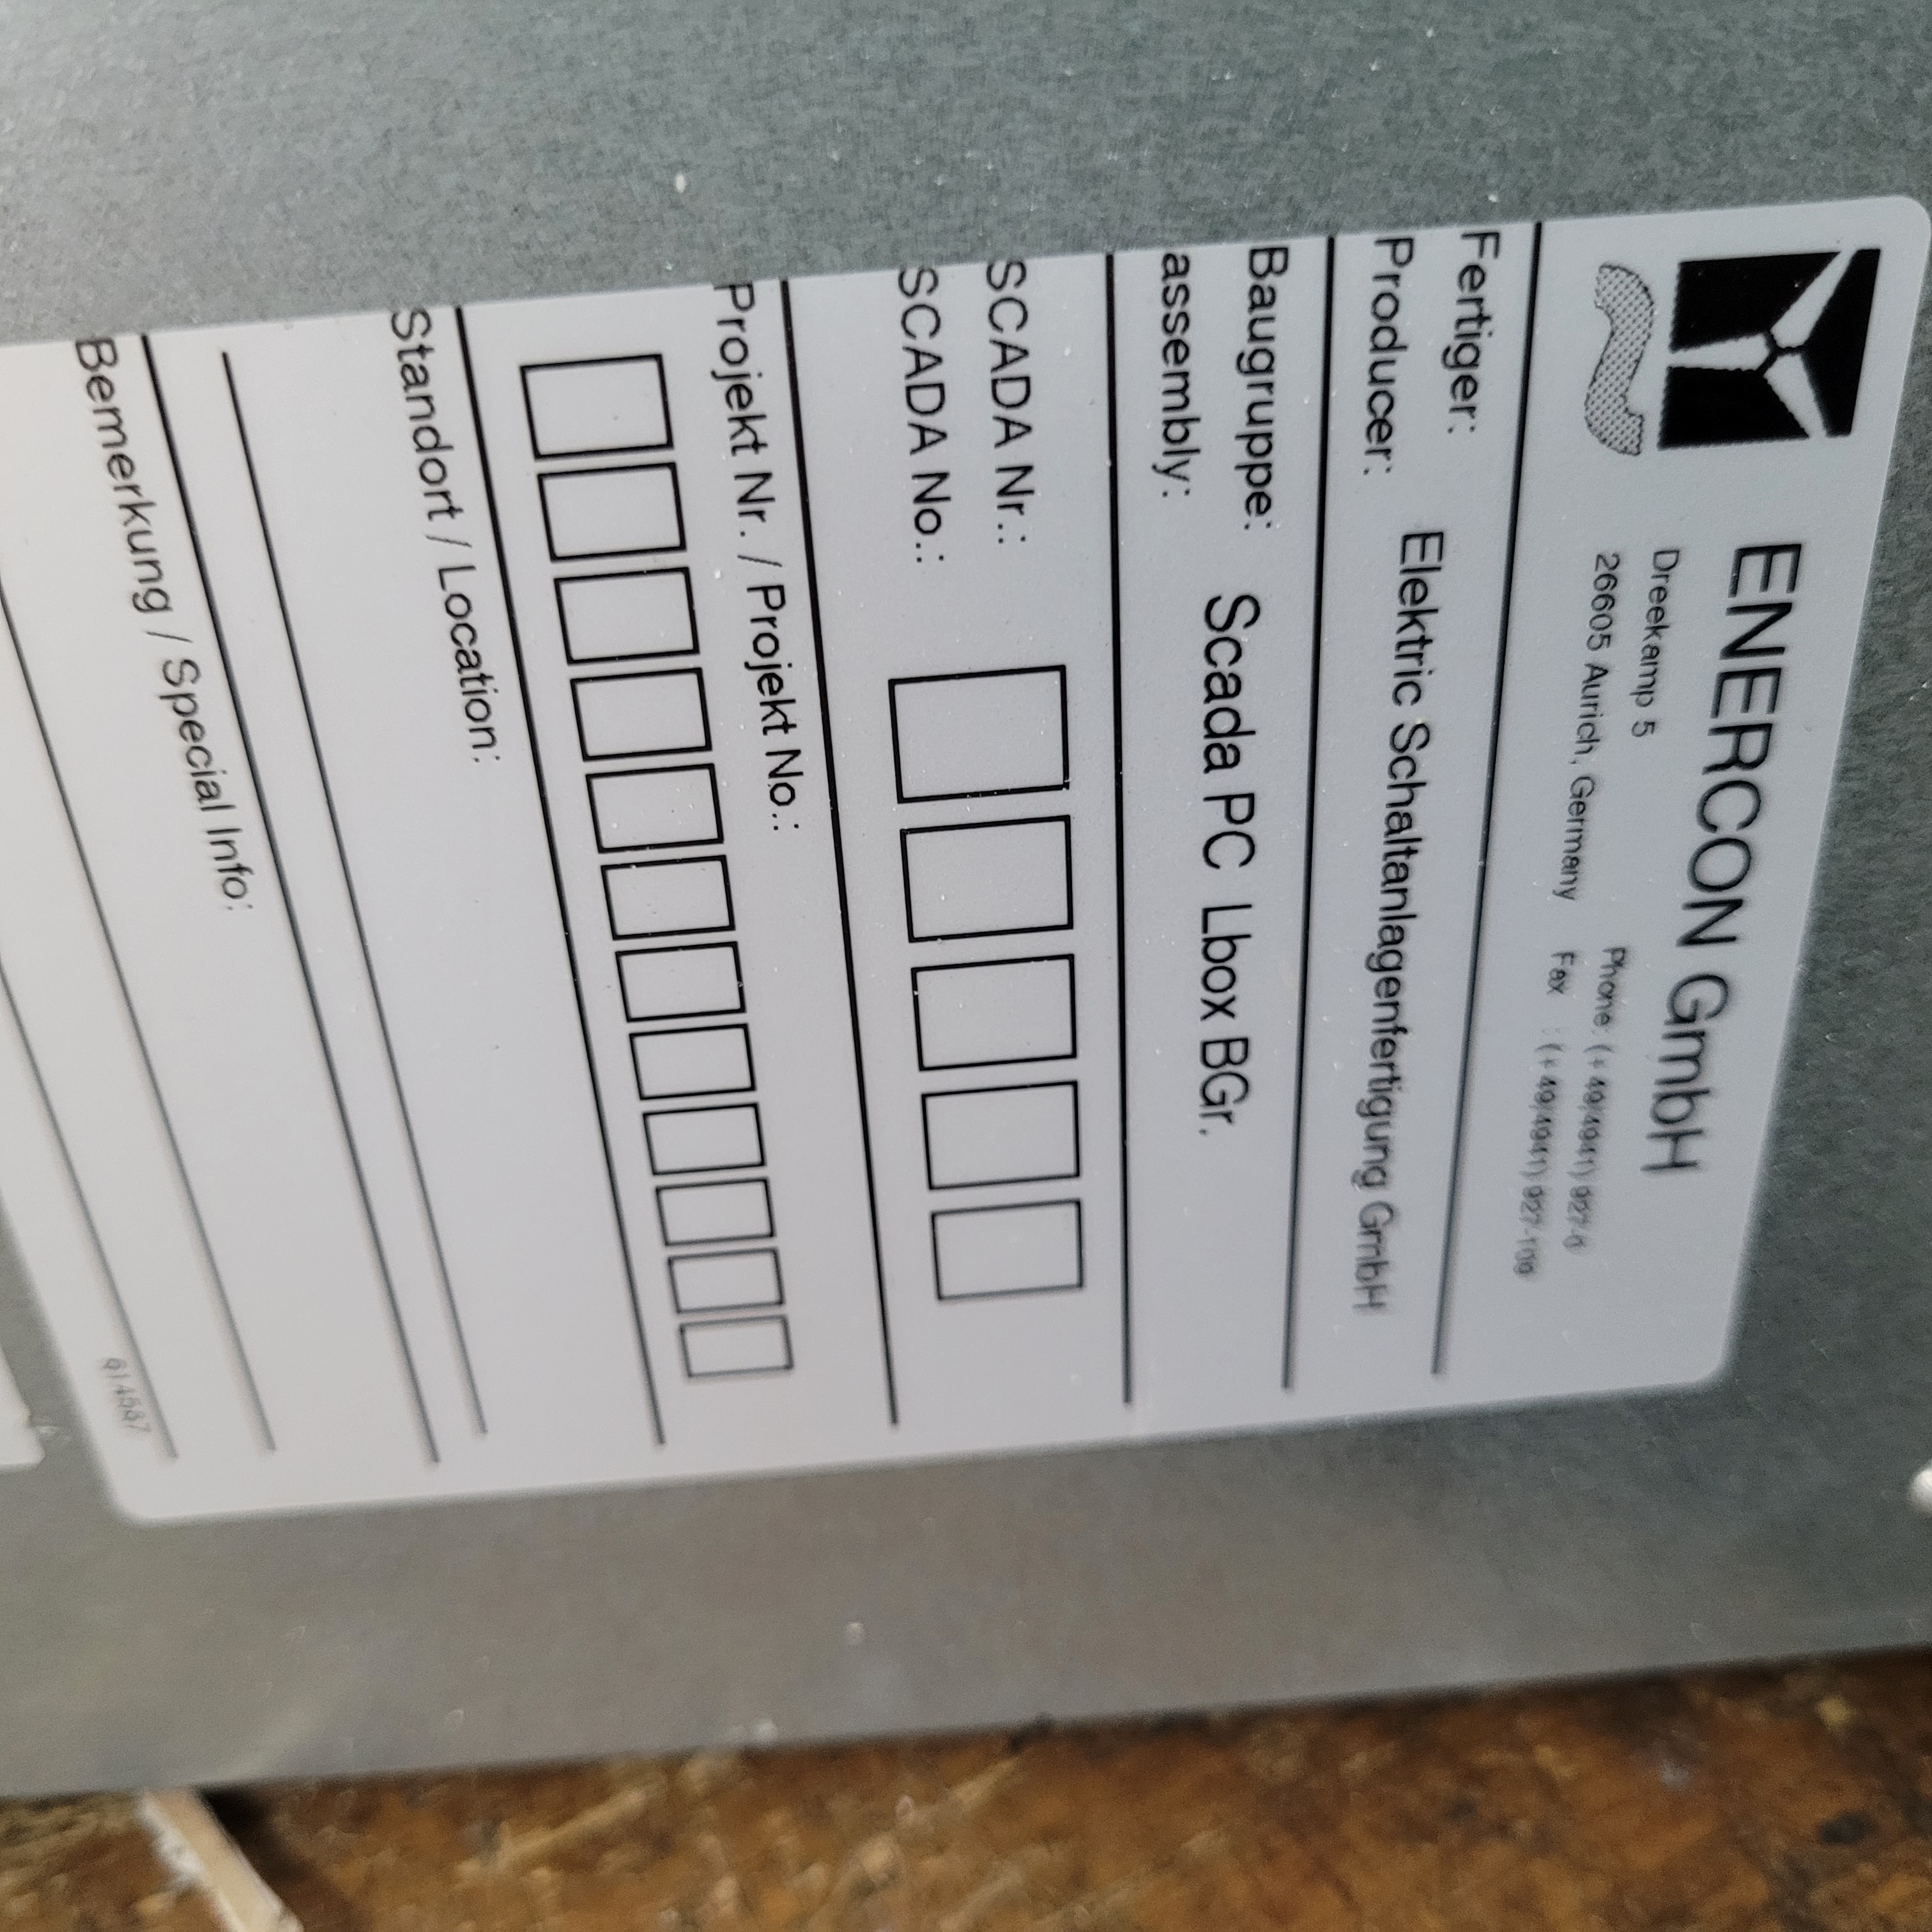 ENERCON GmbH
Dreekamp 5
26605 Aurich, Germany
Phone: (+49/4941) 927-0
Fax : (+49/4941) 927-109
Fertiger:
Producer:
Elektric Schaltanlagenfertigung GmbH
Baugruppe:
assembly:
Scada PC Lbox BGr.
SCADA Nr.:
SCADA No.:
Projekt Nr. / Projekt No.:
Standort / Location:
Bemerkung / Special Info: